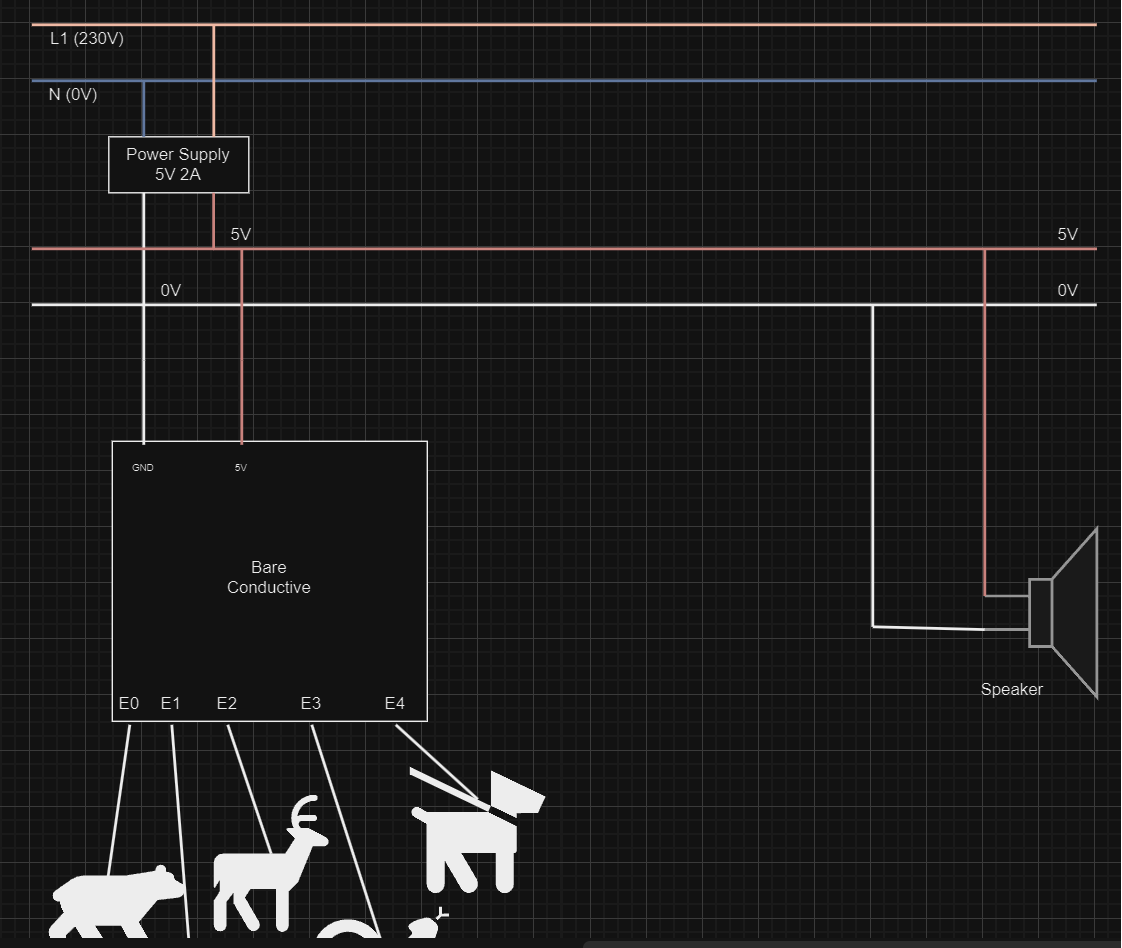 L1 (230V)
N (0V)
Power Supply
5V 2A
5V
5V
0V
0V
GND
5V
Bare
Conductive
E0
E1
E2
E3
E4
Speaker